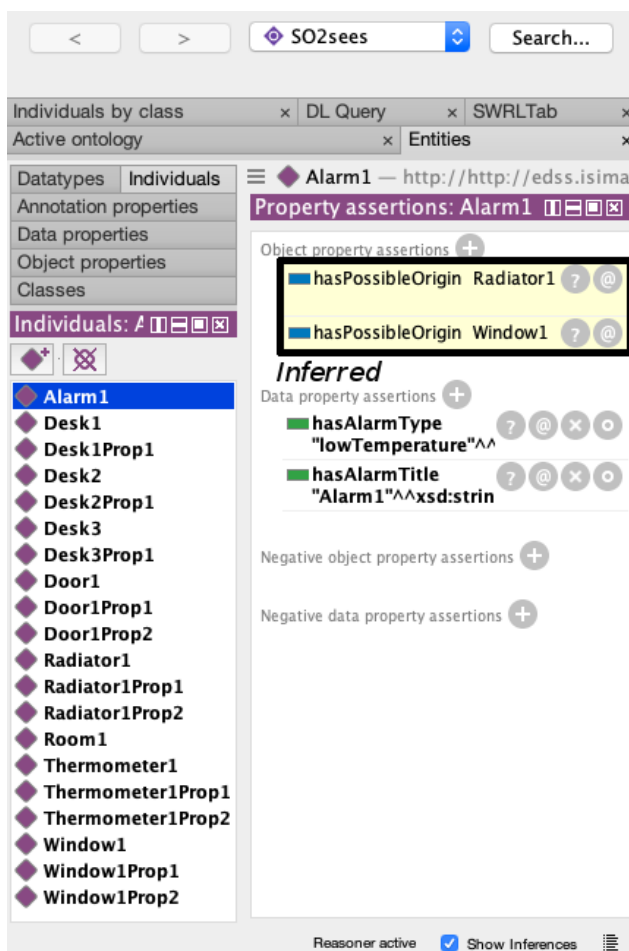 < > SO2sees Search...
Individuals by class × DL Query × SWRLTab ×
Active ontology × Entities ×
Datatypes Individuals
Annotation properties
Data properties
Object properties
Classes
Individuals: A
Alarm1
Desk1
Desk1Prop1
Desk2
Desk2Prop1
Desk3
Desk3Prop1
Door1
Door1Prop1
Door1Prop2
Radiator1
Radiator1Prop1
Radiator1Prop2
Room1
Thermometer1
Thermometer1Prop1
Thermometer1Prop2
Window1
Window1Prop1
Window1Prop2
Alarm1 — http://http://edss.isima
Property assertions: Alarm1
Object property assertions +
hasPossibleOrigin Radiator1 ? @
hasPossibleOrigin Window1 ? @
Inferred
Data property assertions +
hasAlarmType ? @ × o
"lowTemperature"^^
hasAlarmTitle ? @ × o
"Alarm1"^^xsd:strin
Negative object property assertions +
Negative data property assertions +
Reasoner active Show Inferences